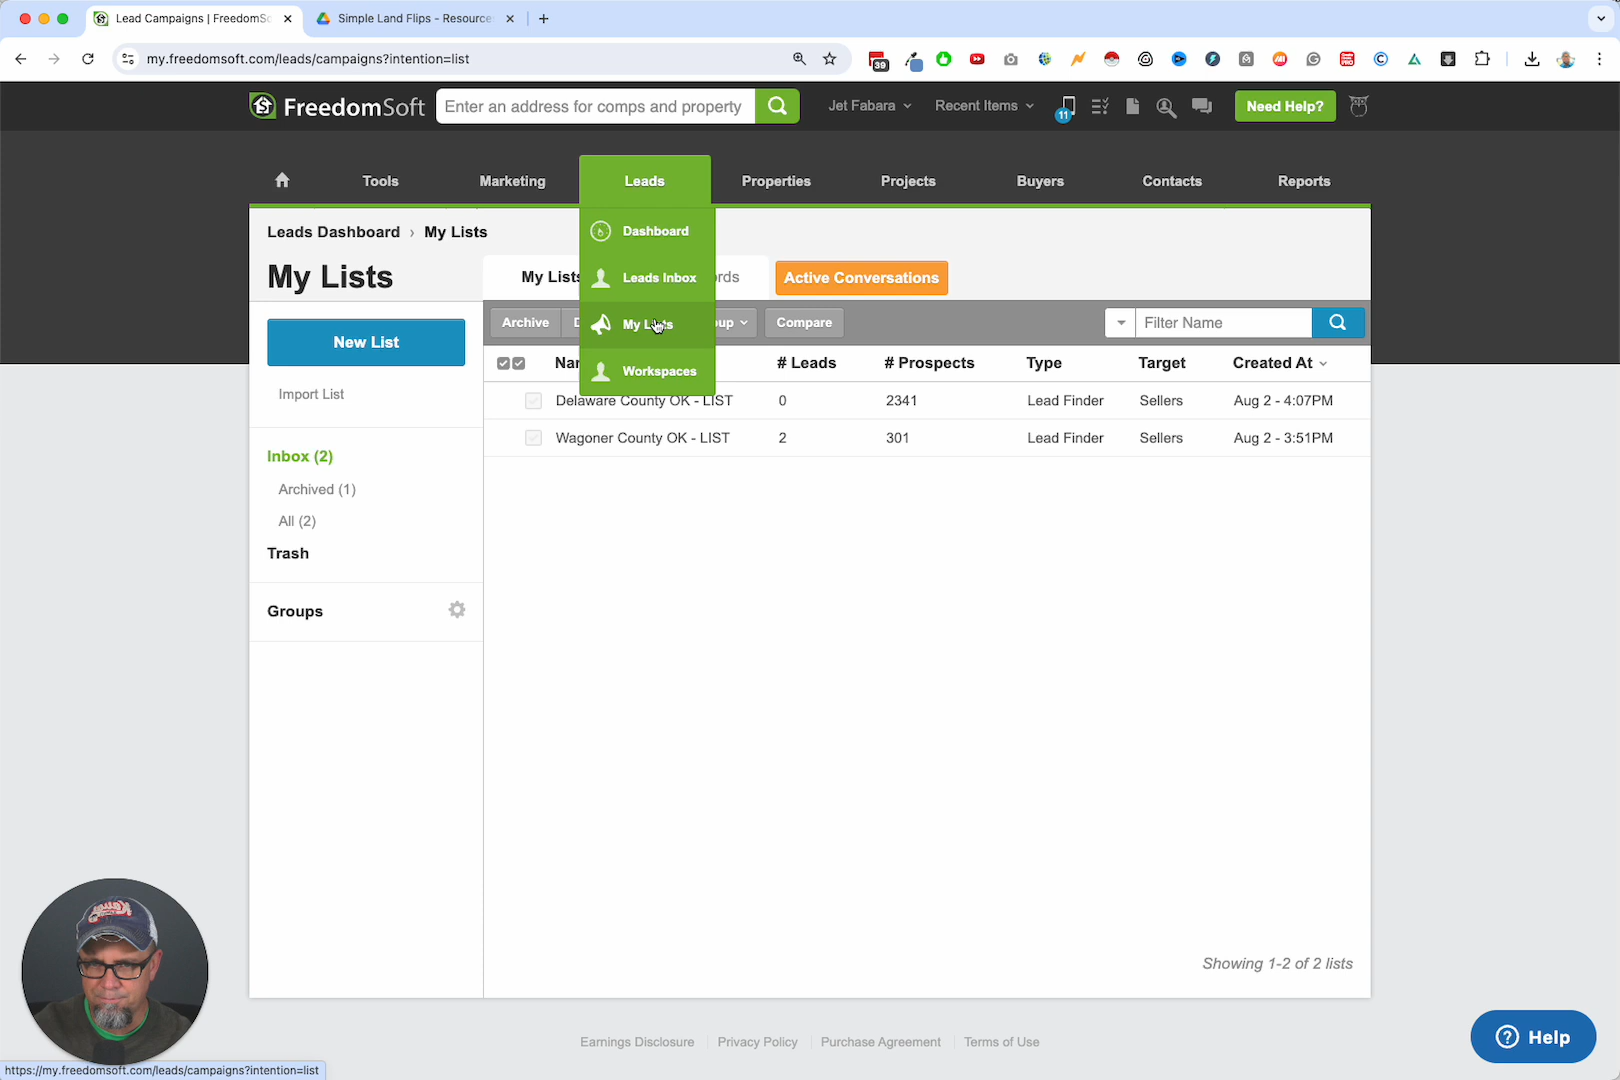 Lead Campaigns | FreedomSo
Simple Land Flips - Resource
my.freedomsoft.com/leads/campaigns?intention=list
39
FreedomSoft
Enter an address for comps and property
Jet Fabara
Recent Items
11
Need Help?
Tools
Marketing
Leads
Properties
Projects
Buyers
Contacts
Reports
Leads Dashboard › My Lists
Dashboard
My Lists
My Lists
Leads Inbox
ords
Active Conversations
Archive
D
My Lists
oup
Compare
Filter Name
New List
Import List
Workspaces
Nar
# Leads
# Prospects
Type
Target
Created At
Delaware County OK - LIST
0
2341
Lead Finder
Sellers
Aug 2 - 4:07PM
Wagoner County OK - LIST
2
301
Lead Finder
Sellers
Aug 2 - 3:51PM
Inbox (2)
Archived (1)
All (2)
Trash
Groups
Showing 1-2 of 2 lists
Earnings Disclosure
Privacy Policy
Purchase Agreement
Terms of Use
Help
https://my.freedomsoft.com/leads/campaigns?intention=list